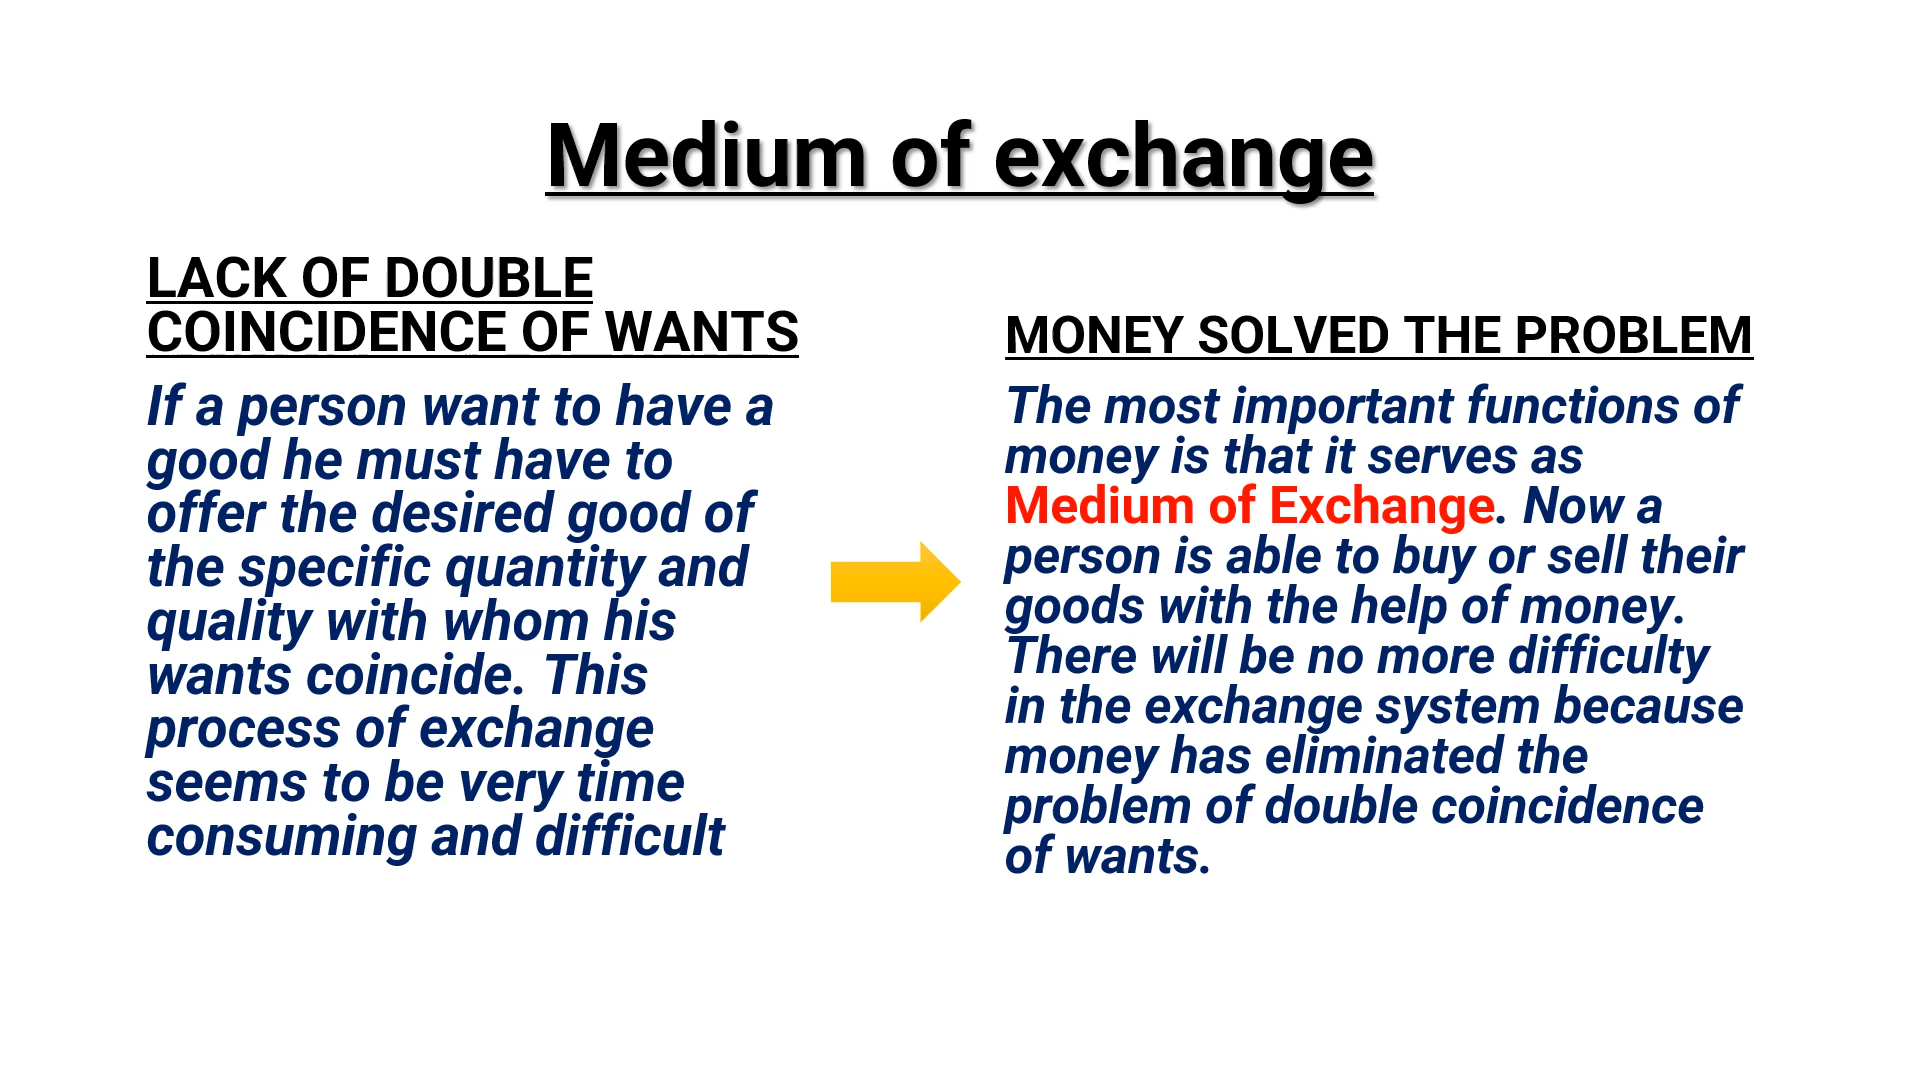 Medium of exchange
LACK OF DOUBLE
COINCIDENCE OF WANTS
If a person want to have a
good he must have to
offer the desired good of
the specific quantity and
quality with whom his
wants coincide. This
process of exchange
seems to be very time
consuming and difficult
MONEY SOLVED THE PROBLEM
The most important functions of
money is that it serves as
Medium of Exchange. Now a
person is able to buy or sell their
goods with the help of money.
There will be no more difficulty
in the exchange system because
money has eliminated the
problem of double coincidence
of wants.